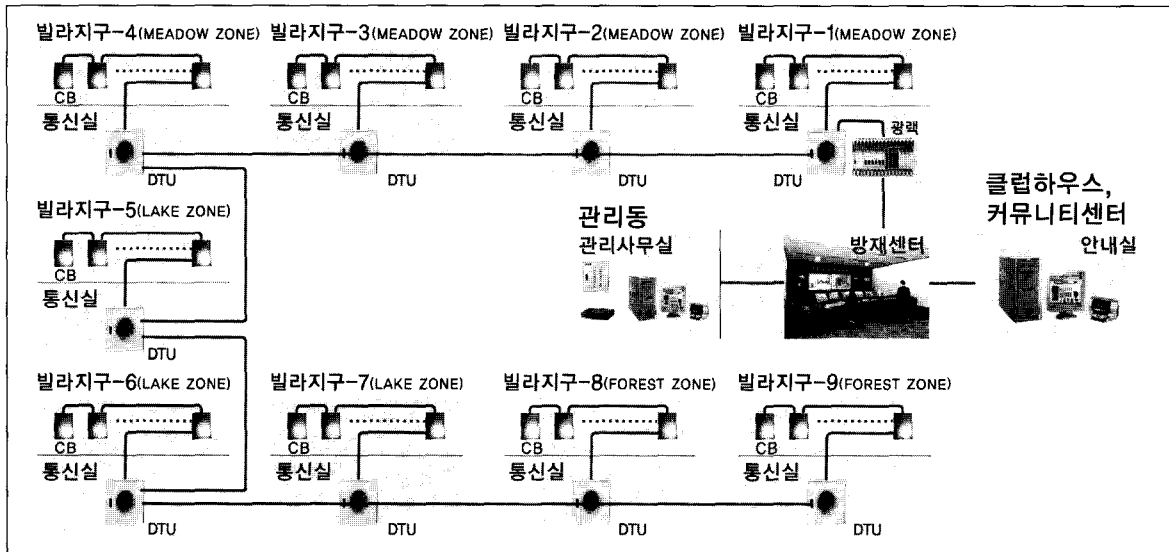 빌라지구-4(MEADOW ZONE)
CB
통신실
DTU
빌라지구-3(MEADOW ZONE)
CB
통신실
DTU
빌라지구-2(MEADOW ZONE)
CB
통신실
DTU
빌라지구-1(MEADOW ZONE)
CB
통신실
광랙
DTU
빌라지구-5(LAKE ZONE)
CB
통신실
DTU
관리동
관리사무실
방재센터
클럽하우스,
커뮤니티센터
안내실
빌라지구-6(LAKE ZONE)
CB
통신실
DTU
빌라지구-7(LAKE ZONE)
CB
통신실
DTU
빌라지구-8(FOREST ZONE)
CB
통신실
DTU
빌라지구-9(FOREST ZONE)
CB
통신실
DTU